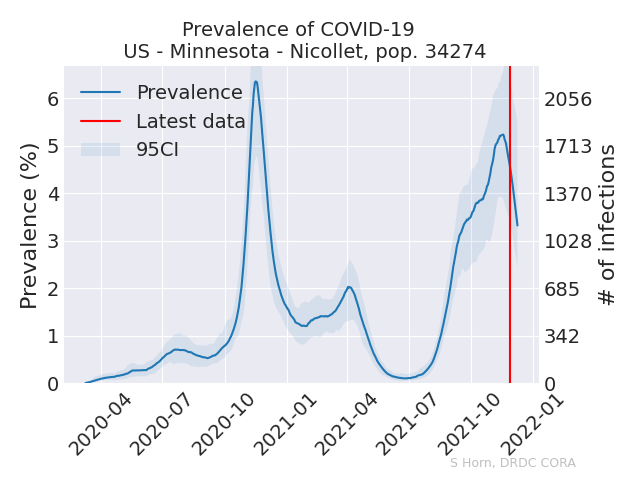 Prevalence of COVID-19
US - Minnesota - Nicollet, pop. 34274
Prevalence
Latest data
95CI
Prevalence (%)
6
5
4
3
2
1
0
2056
1713
1370
1028
685
342
0
# of infections
2020-04
2020-07
2020-10
2021-01
2021-04
2021-07
2021-10
2022-01
S Horn, DRDC CORA